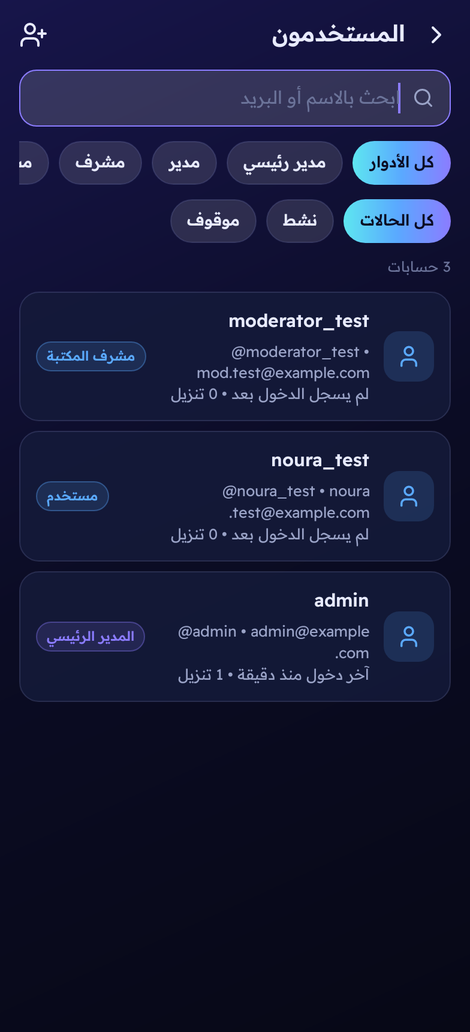 المستخدمون
ابحث بالاسم أو البريد
كل الأدوار
مدير رئيسي
مدير
مشرف
كل الحالات
نشط
موقوف
3 حسابات
moderator_test
@moderator_test •
mod.test@example.com
لم يسجل الدخول بعد • 0 تنزيل
مشرف المكتبة
noura_test
@noura_test • noura
.test@example.com
لم يسجل الدخول بعد • 0 تنزيل
مستخدم
admin
@admin • admin@example
.com
آخر دخول منذ دقيقة • 1 تنزيل
المدير الرئيسي